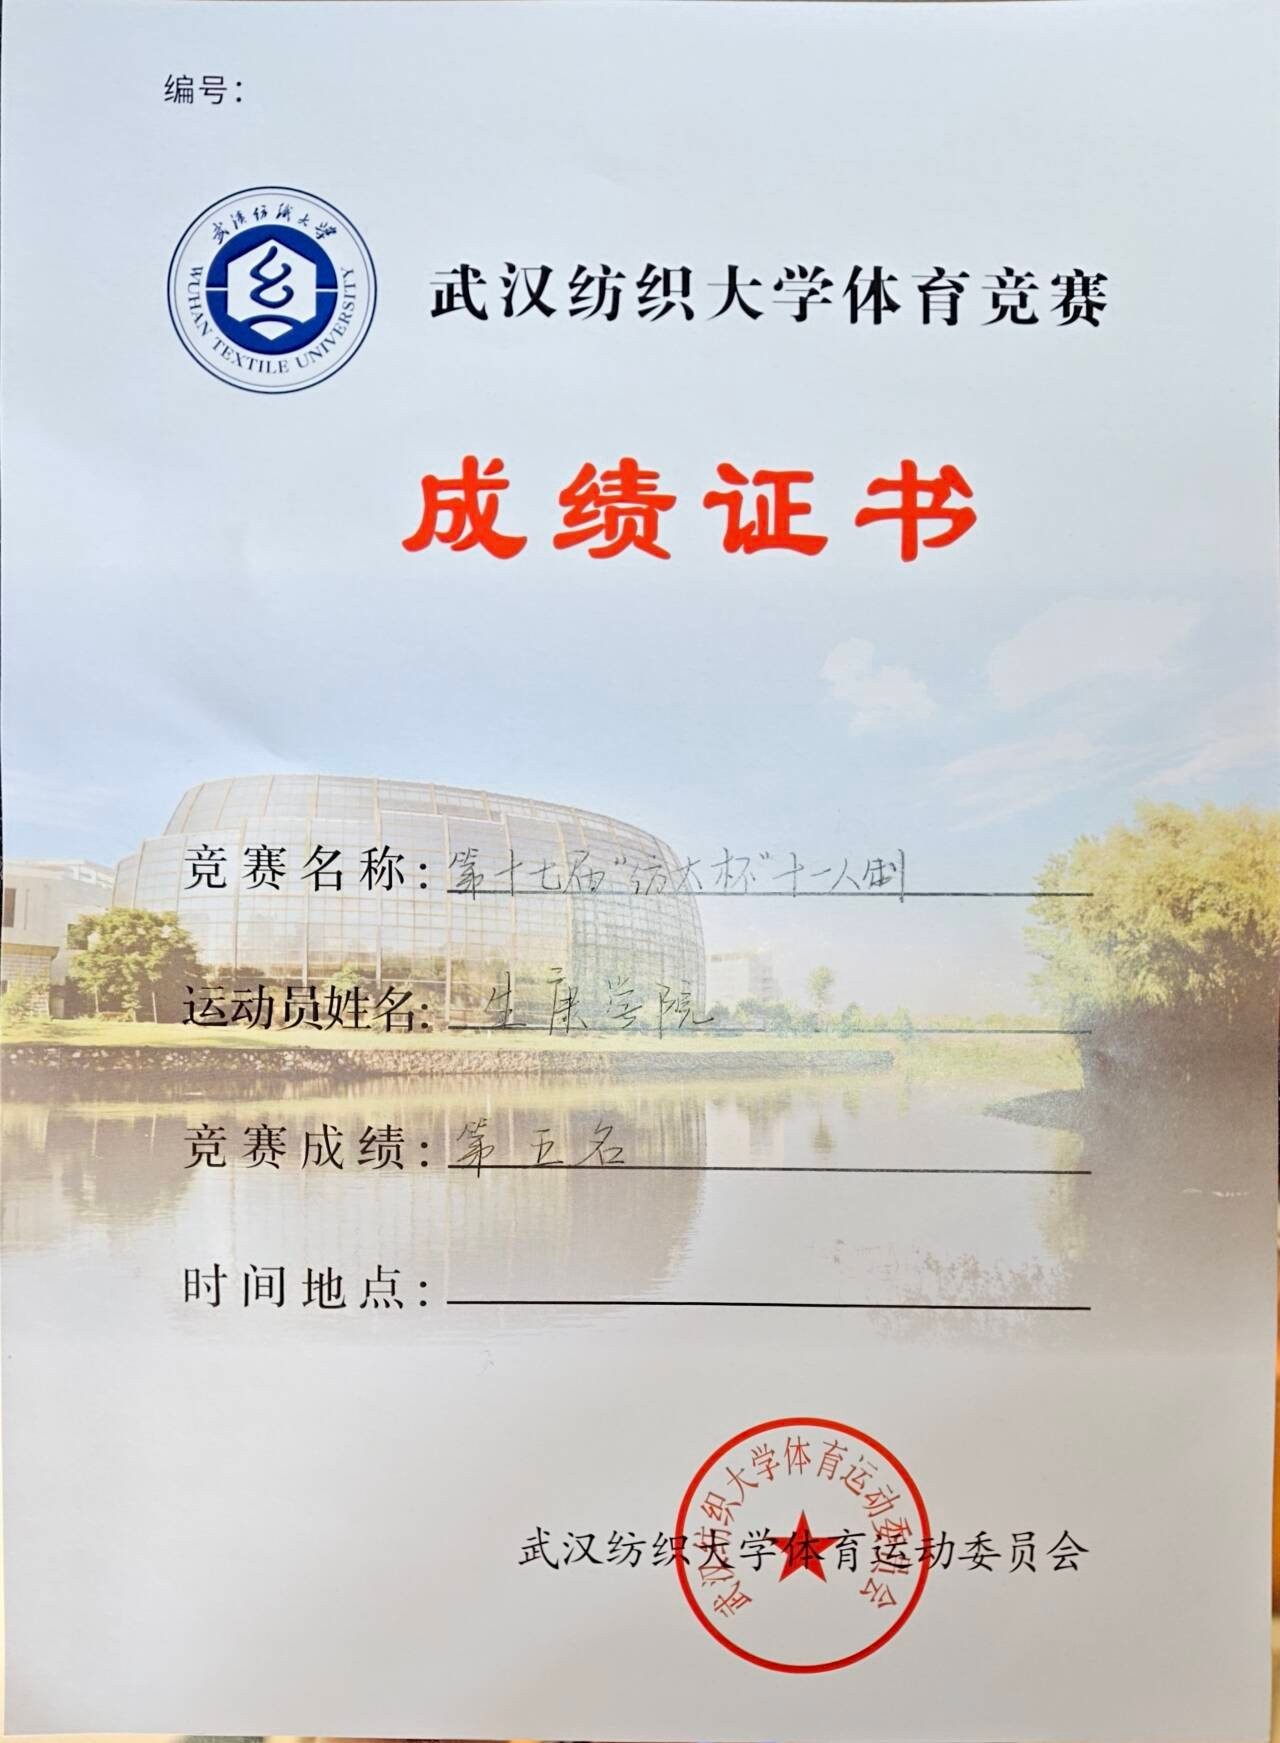 编号：
武汉纺织大学
WUHAN TEXTILE UNIVERSITY
武汉纺织大学体育竞赛
成绩证书
竞赛名称：第十七届“纺大杯”十一人制
运动员姓名：生康学院
竞赛成绩：第五名
时间地点：
武汉纺织大学体育运动委员会
武汉纺织大学体育运动委员会